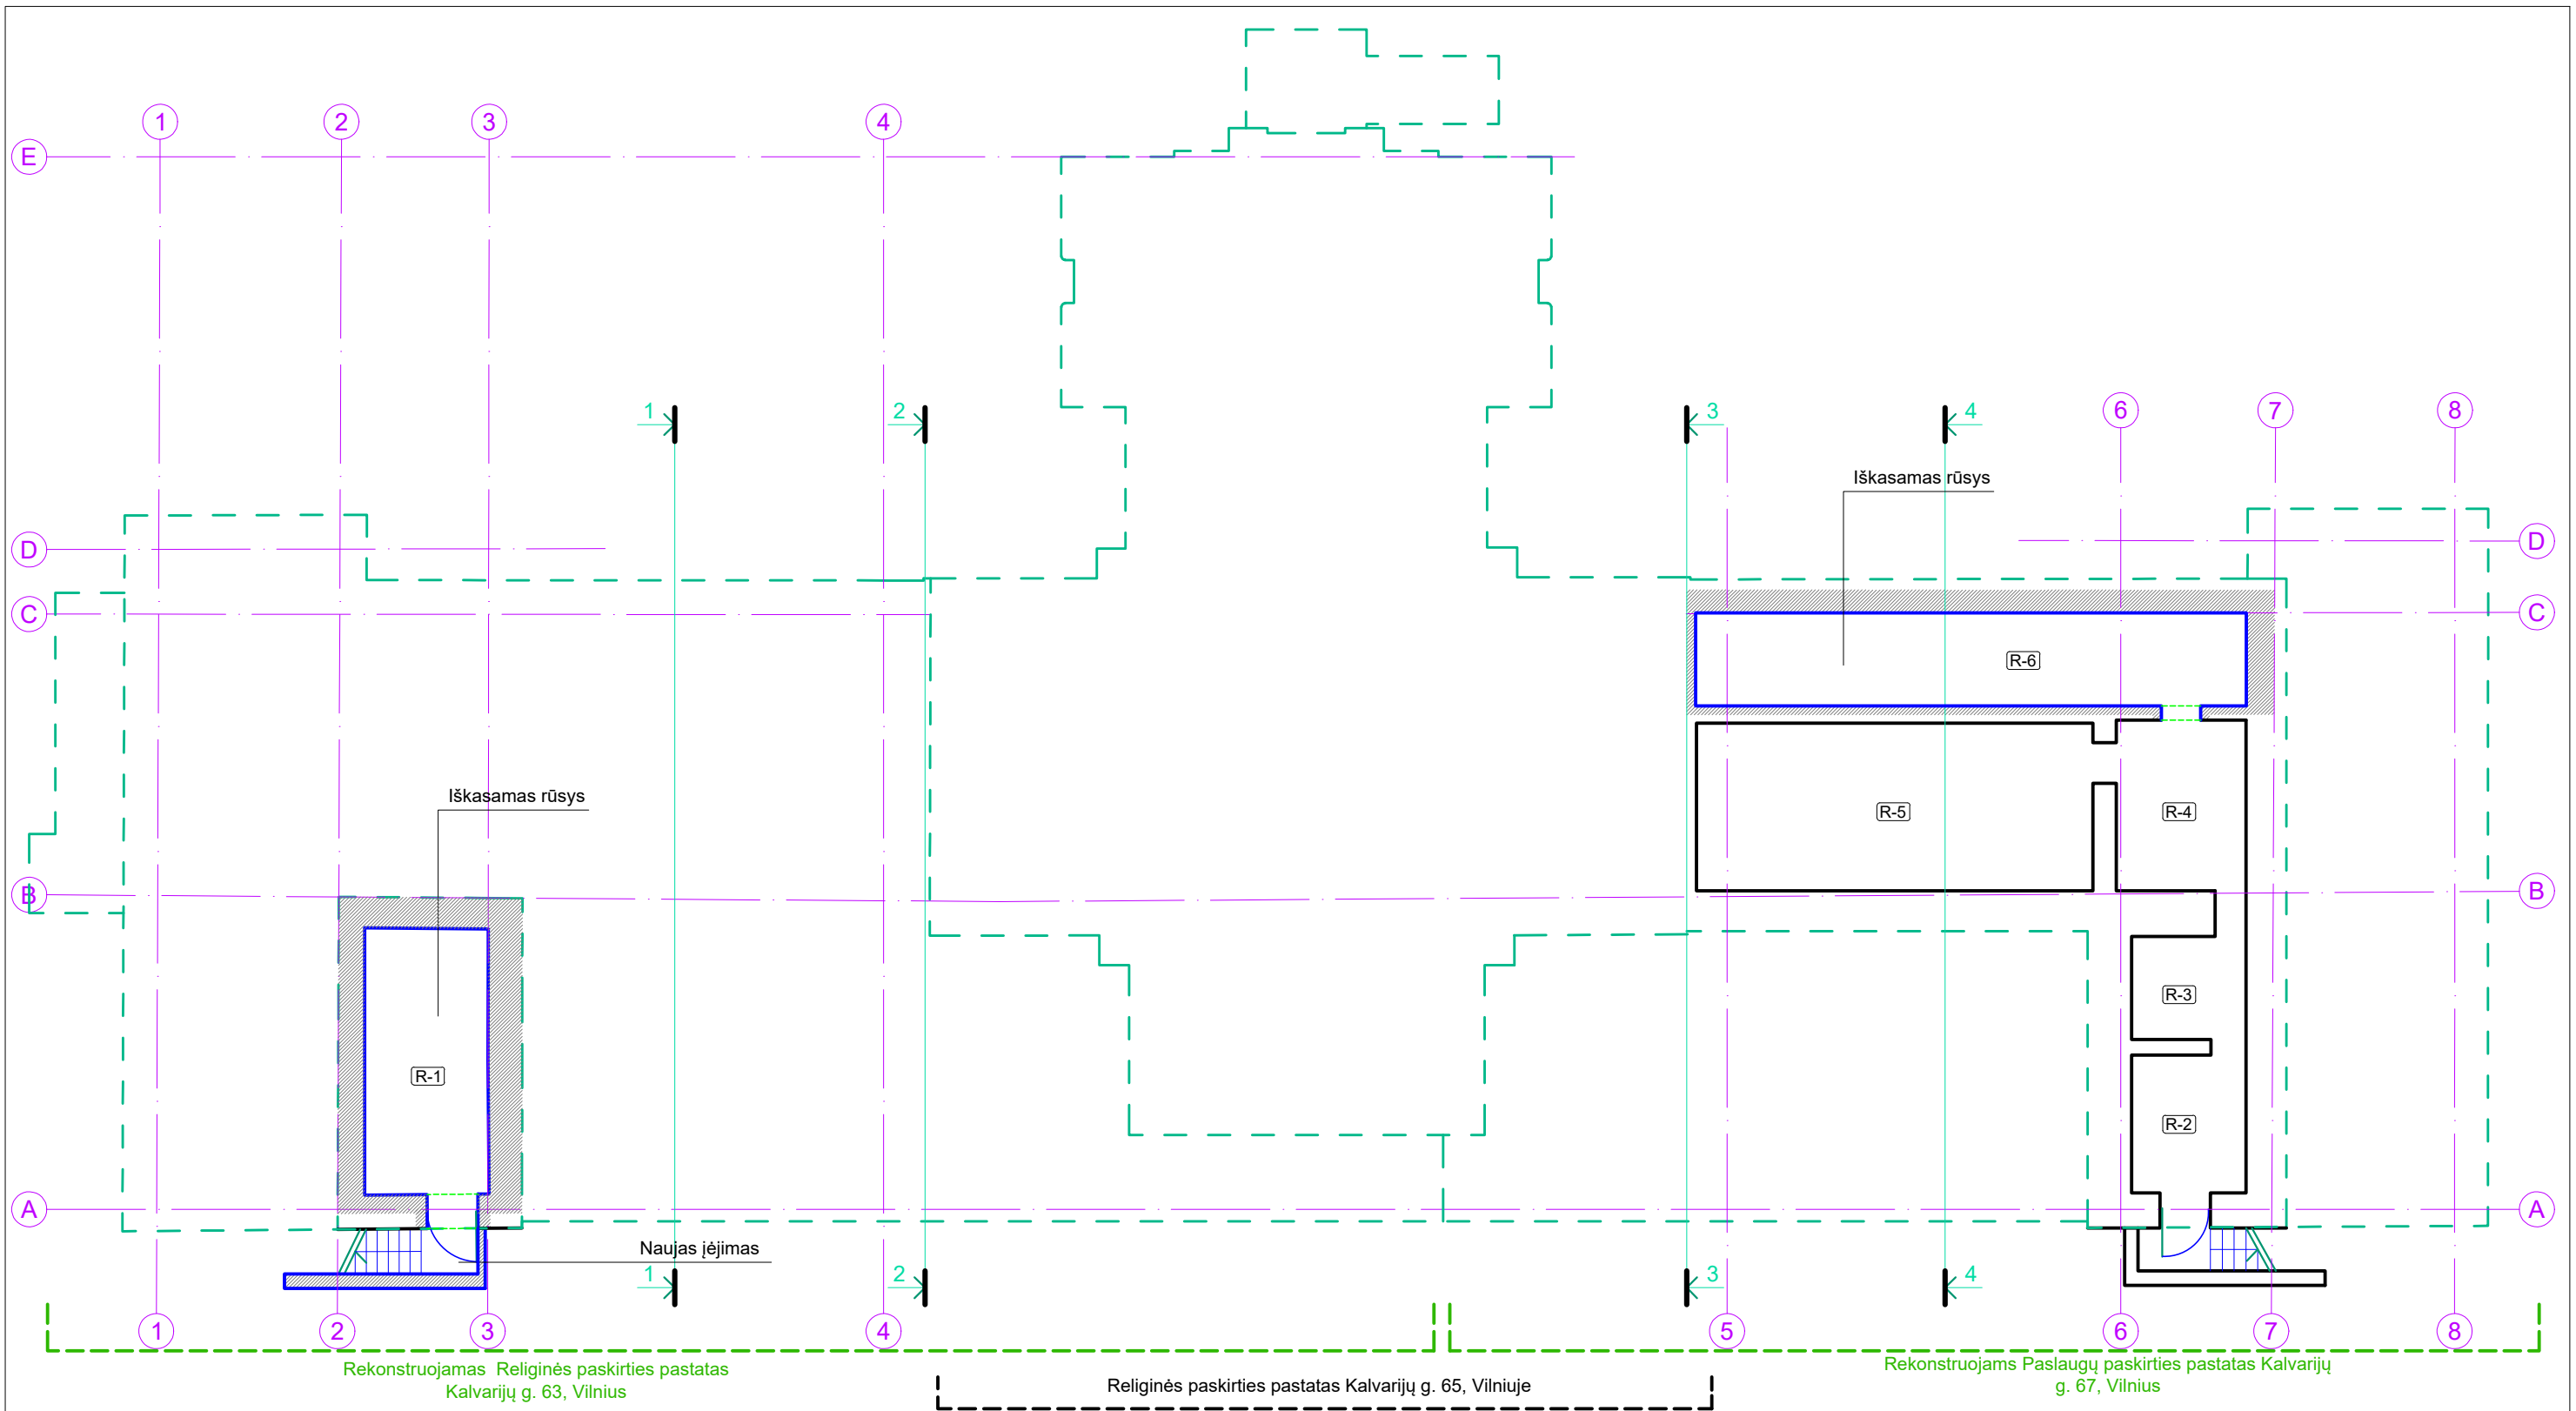 1
2
3
4
E
1
2
3
4
6
7
8
Iškasamas rūsys
D
D
C
C
R-6
Iškasamas rūsys
R-5
R-4
B
B
R-3
R-1
R-2
A
A
Naujas įėjimas
1
2
3
4
1
2
3
4
5
6
7
8
Rekonstruojamas Religinės paskirties pastatas
Kalvarijų g. 63, Vilnius
Religinės paskirties pastatas Kalvarijų g. 65, Vilniuje
Rekonstruojams Paslaugų paskirties pastatas Kalvarijų
g. 67, Vilnius